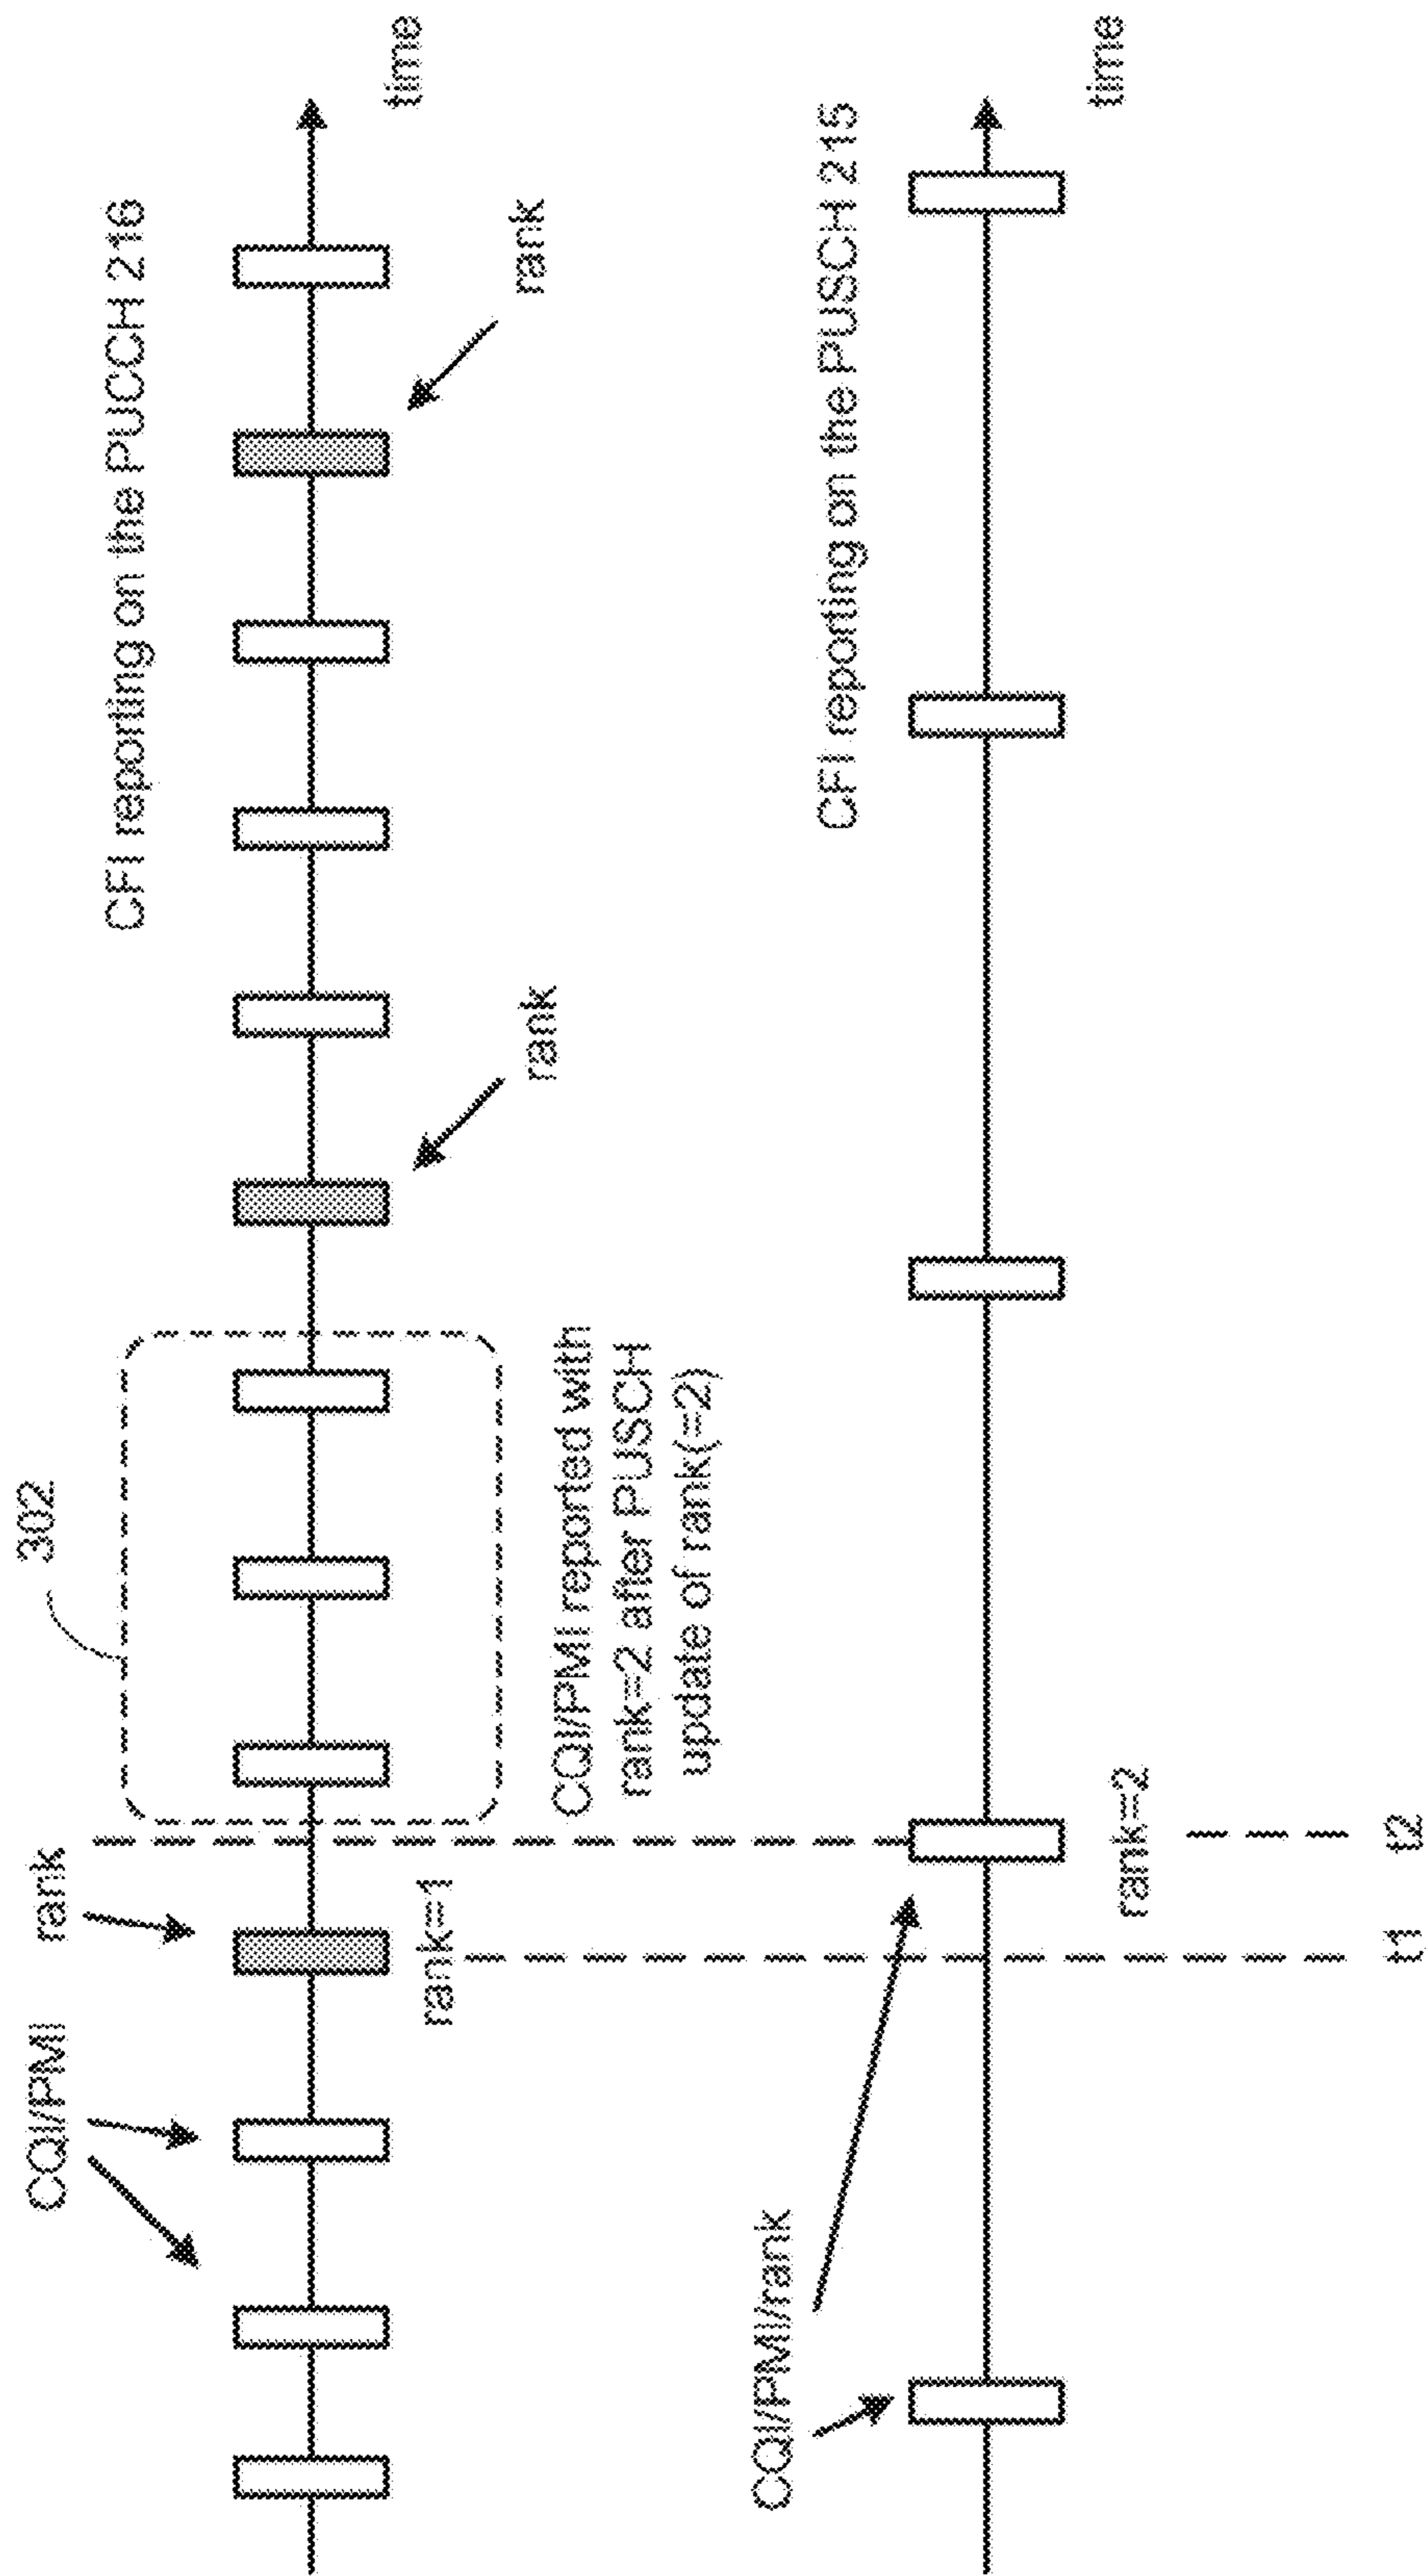 CFI reporting on the PUCCH 216
302
rank
CQI/PMI
rank=1
rank
rank
time
CQI/PMI reported with
rank=2 after PUSCH
update of rank(=2)
CFI reporting on the PUSCH 215
CQI/PMI/rank
rank=2
time
t1
t2